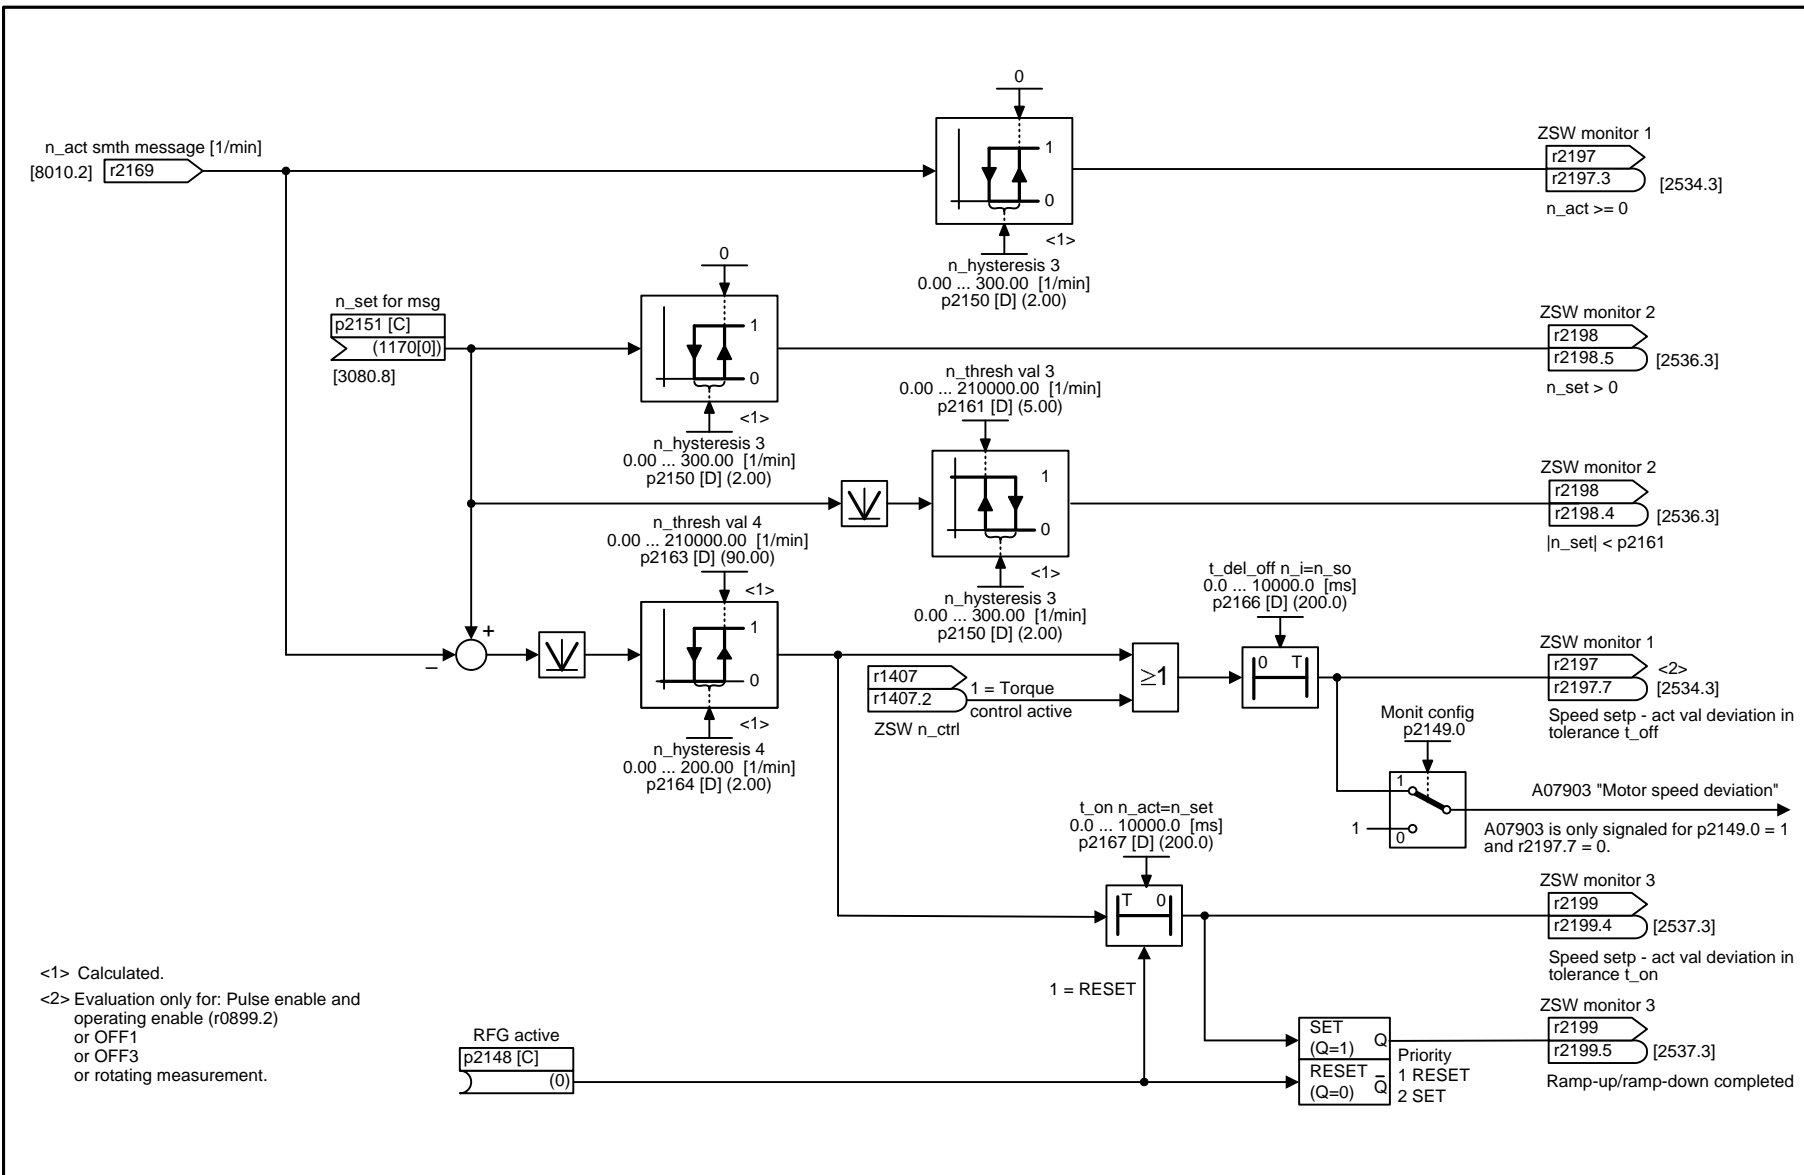 0
n_act smth message [1/min]
[8010.2]
r2169
1
0
<1>
n_hysteresis 3
0.00 ... 300.00 [1/min]
p2150 [D] (2.00)
ZSW monitor 1
r2197
r2197.3
[2534.3]
n_act >= 0
0
n_set for msg
p2151 [C]
(1170[0])
[3080.8]
1
0
<1>
n_hysteresis 3
0.00 ... 300.00 [1/min]
p2150 [D] (2.00)
ZSW monitor 2
r2198
r2198.5
[2536.3]
n_set > 0
n_thresh val 3
0.00 ... 210000.00 [1/min]
p2161 [D] (5.00)
1
0
<1>
n_hysteresis 3
0.00 ... 300.00 [1/min]
p2150 [D] (2.00)
ZSW monitor 2
r2198
r2198.4
[2536.3]
|n_set| < p2161
n_thresh val 4
0.00 ... 210000.00 [1/min]
p2163 [D] (90.00)
<1>
+
–
1
0
<1>
n_hysteresis 4
0.00 ... 200.00 [1/min]
p2164 [D] (2.00)
r1407
r1407.2
ZSW n_ctrl
1 = Torque
control active
≥1
t_del_off n_i=n_so
0.0 ... 10000.0 [ms]
p2166 [D] (200.0)
0 T
ZSW monitor 1
r2197
<2>
r2197.7
[2534.3]
Speed setp - act val deviation in
tolerance t_off
Monit config
p2149.0
1
1
0
A07903 "Motor speed deviation"
A07903 is only signaled for p2149.0 = 1
and r2197.7 = 0.
t_on n_act=n_set
0.0 ... 10000.0 [ms]
p2167 [D] (200.0)
T 0
1 = RESET
ZSW monitor 3
r2199
r2199.4
[2537.3]
Speed setp - act val deviation in
tolerance t_on
<1> Calculated.
<2> Evaluation only for: Pulse enable and
operating enable (r0899.2)
or OFF1
or OFF3
or rotating measurement.
RFG active
p2148 [C]
(0)
SET
(Q=1)
Q
RESET
(Q=0)
Q̅
Priority
1 RESET
2 SET
ZSW monitor 3
r2199
r2199.5
[2537.3]
Ramp-up/ramp-down completed